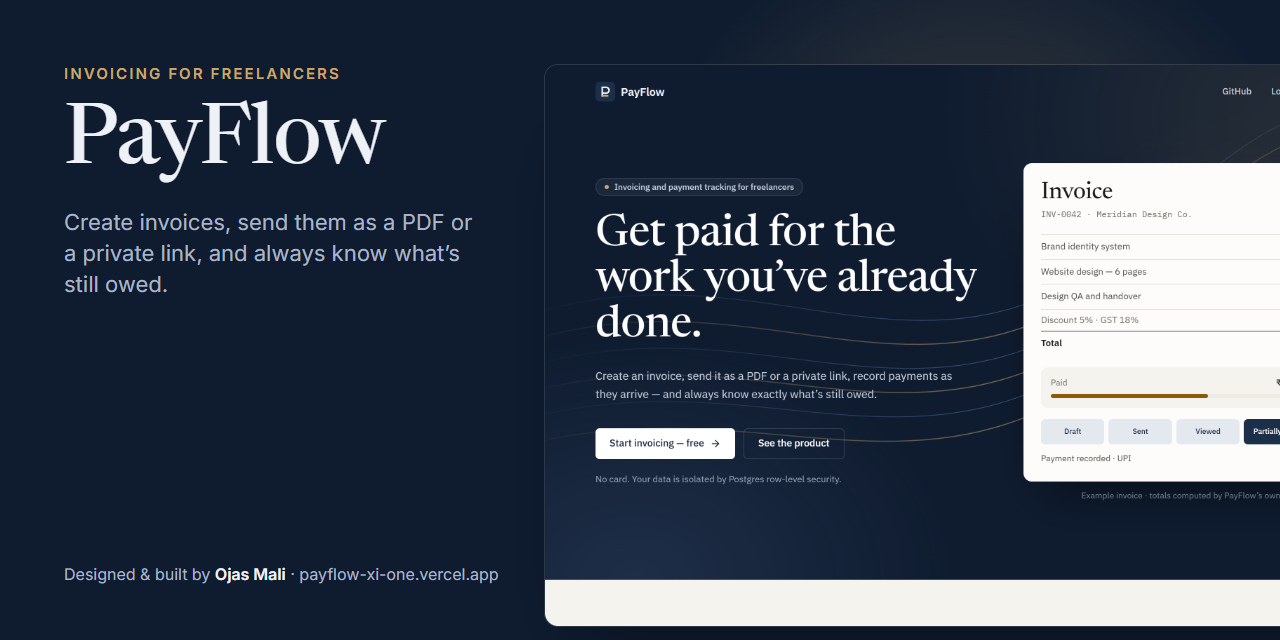 INVOICING FOR FREELANCERS
PayFlow
Create invoices, send them as a PDF or
a private link, and always know what’s
still owed.
Designed & built by Ojas Mali · payflow-xi-one.vercel.app
PayFlow
GitHub
Invoicing and payment tracking for freelancers
Get paid for the
work you’ve already
done.
Create an invoice, send it as a PDF or a private link, record payments as
they arrive — and always know exactly what’s still owed.
Start invoicing — free →
See the product
No card. Your data is isolated by Postgres row-level security.
Invoice
INV-0042 · Meridian Design Co.
Brand identity system
Website design — 6 pages
Design QA and handover
Discount 5% · GST 18%
Total
Paid
Draft
Sent
Viewed
Partially
Payment recorded · UPI
Example invoice · totals computed by PayFlow’s own